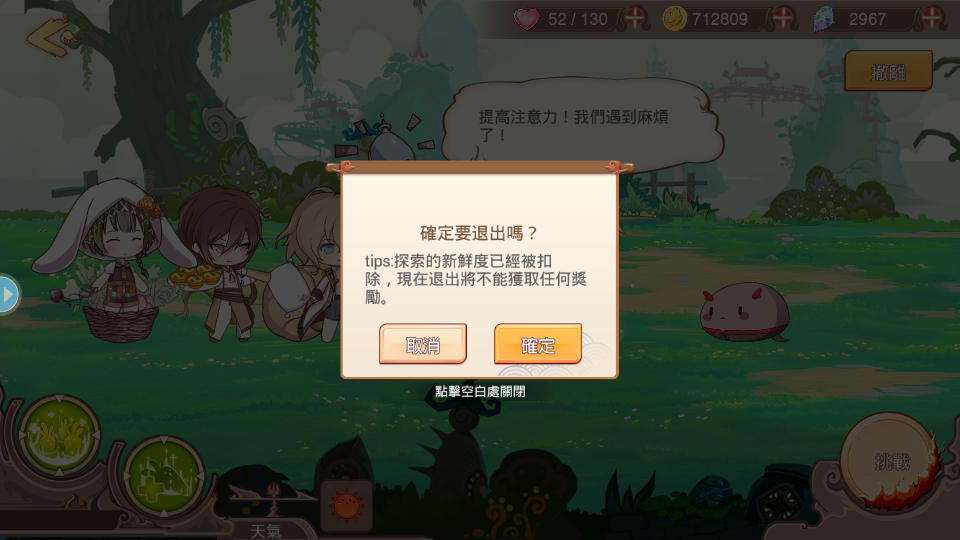 52 / 130
712809
2967
撤離
提高注意力！我們遇到麻煩
了！
確定要退出嗎？
tips:探索的新鮮度已經被扣
除，現在退出將不能獲取任何獎
勵。
取消
確定
點擊空白處關閉
挑戰
天氣